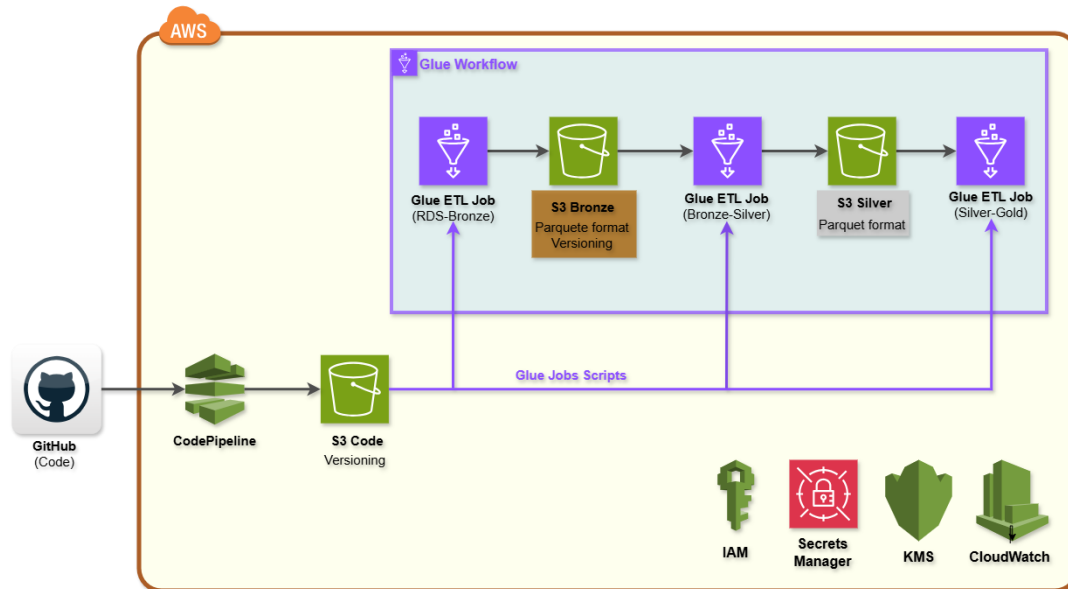 AWS
Glue Workflow
Glue ETL Job
(RDS-Bronze)
S3 Bronze
Parquete format
Versioning
Glue ETL Job
(Bronze-Silver)
S3 Silver
Parquet format
Glue ETL Job
(Silver-Gold)
Glue Jobs Scripts
GitHub
(Code)
CodePipeline
S3 Code
Versioning
IAM
Secrets
Manager
KMS
CloudWatch